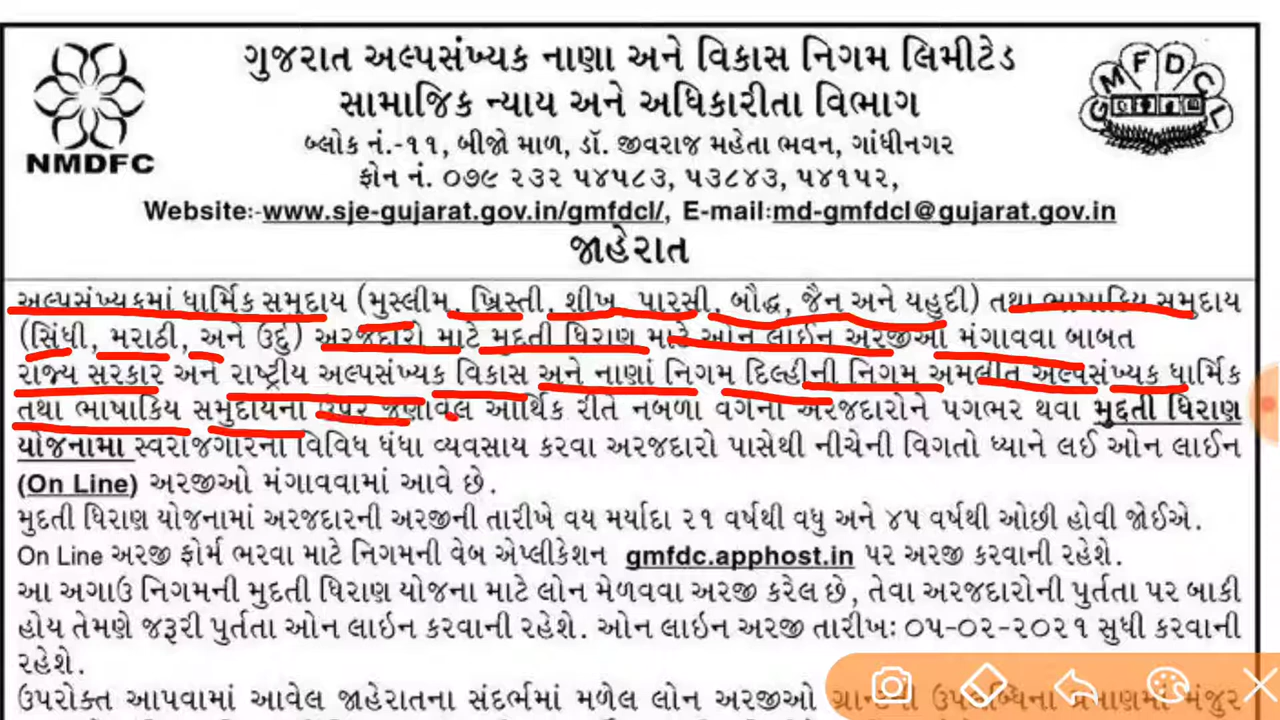 ગુજરાત અલ્પસંખ્યક નાણા અને વિકાસ નિગમ લિમીટેડ
સામાજિક ન્યાય અને અધિકારીતા વિભાગ
NMDFC
GMFDCL
બ્લોક નં.-૧૧, બીજો માળ, ડૉ. જીવરાજ મહેતા ભવન, ગાંધીનગર
ફોન નં. ૦૭૯ ૨૩૨ ૫૪૫૮૩, ૫૩૮૪૩, ૫૪૧૫૨,
Website:-www.sje-gujarat.gov.in/gmfdcl/, E-mail:md-gmfdcl@gujarat.gov.in
જાહેરાત
અલ્પસંખ્યકમાં ધાર્મિક સમુદાય (મુસ્લીમ, ખ્રિસ્તી, શીખ, પારસી, બૌદ્ધ, જૈન અને યહુદી) તથા ભાષાકિય સમુદાય
(સિંધી, મરાઠી, અને ઉર્દુ) અરજદારો માટે મુદતી ધિરાણ માટે ઓન લાઈન અરજીઓ મંગાવવા બાબત
રાજ્ય સરકાર અને રાષ્ટ્રીય અલ્પસંખ્યક વિકાસ અને નાણાં નિગમ દિલ્હીની નિગમ અમલીત અલ્પસંખ્યક ધાર્મિક
તથા ભાષાકિય સમુદાયના ઉપર જણાવેલ આર્થિક રીતે નબળા વર્ગના અરજદારોને પગભર થવા મુદ્દતી ધિરાણ
યોજનામા સ્વરોજગારના વિવિધ ધંધા વ્યવસાય કરવા અરજદારો પાસેથી નીચેની વિગતો ધ્યાને લઈ ઓન લાઈન
(On Line) અરજીઓ મંગાવવામાં આવે છે.
મુદતી ધિરાણ યોજનામાં અરજદારની અરજીની તારીખે વય મર્યાદા ૨૧ વર્ષથી વધુ અને ૪૫ વર્ષથી ઓછી હોવી જોઈએ.
On Line અરજી ફોર્મ ભરવા માટે નિગમની વેબ એપ્લીકેશન gmfdc.apphost.in પર અરજી કરવાની રહેશે.
આ અગાઉ નિગમની મુદતી ધિરાણ યોજના માટે લોન મેળવવા અરજી કરેલ છે, તેવા અરજદારોની પુર્તતા પર બાકી
હોય તેમણે જરૂરી પુર્તતા ઓન લાઈન કરવાની રહેશે. ઓન લાઈન અરજી તારીખઃ ૦૫-૦૨-૨૦૨૧ સુધી કરવાની
રહેશે.
ઉપરોક્ત આપવામાં આવેલ જાહેરાતના સંદર્ભમાં મળેલ લોન અરજીઓ ગ્રાન્ટની ઉપલબ્ધિના પ્રમાણમાં મંજુર